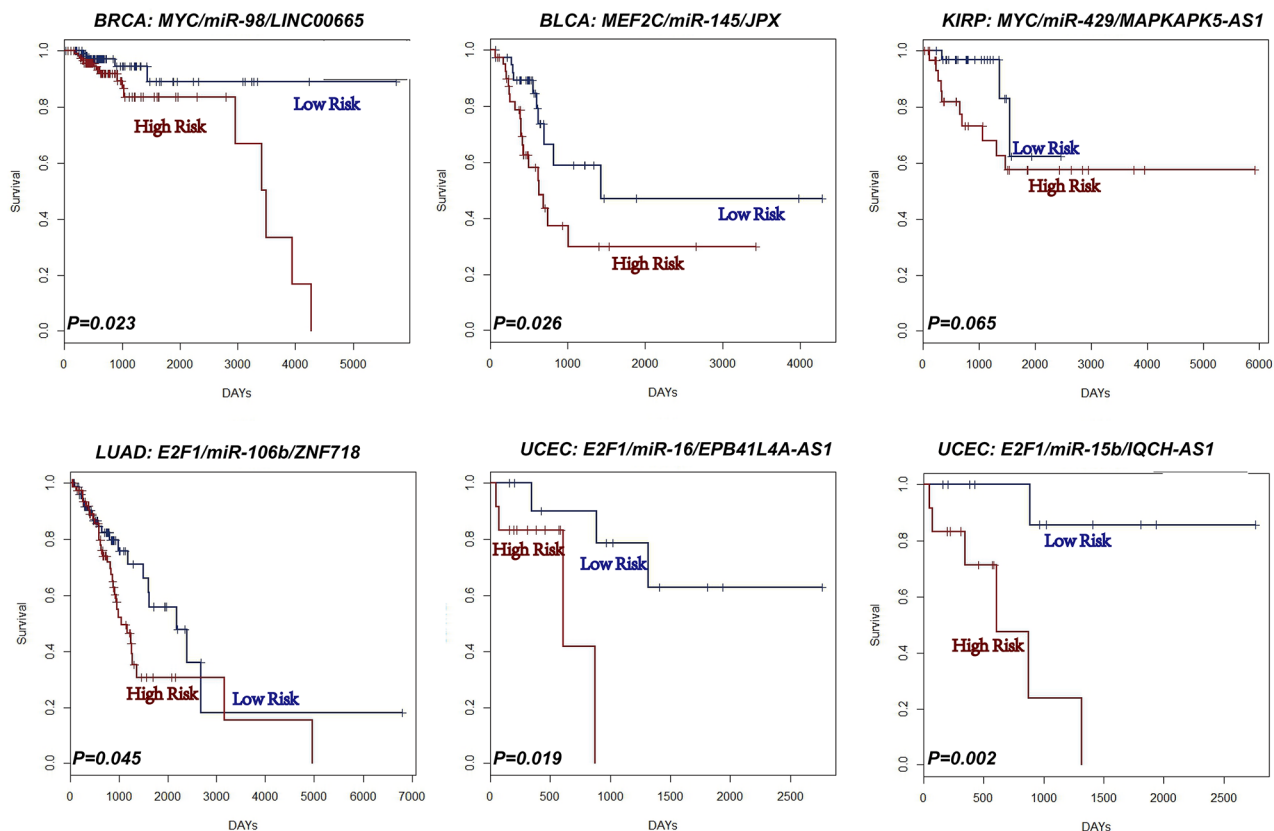 BRCA: MYC/miR-98/LINC00665
Survival
1.0
0.8
0.6
0.4
0.2
0.0
Low Risk
High Risk
P=0.023
0 1000 2000 3000 4000 5000
DAYs
BLCA: MEF2C/miR-145/JPX
Survival
1.0
0.8
0.6
0.4
0.2
0.0
Low Risk
High Risk
P=0.026
0 1000 2000 3000 4000
DAYs
KIRP: MYC/miR-429/MAPKAPK5-AS1
Survival
1.0
0.8
0.6
0.4
0.2
0.0
Low Risk
High Risk
P=0.065
0 1000 2000 3000 4000 5000 6000
DAYs
LUAD: E2F1/miR-106b/ZNF718
Survival
1.0
0.8
0.6
0.4
0.2
0.0
High Risk
Low Risk
P=0.045
0 1000 2000 3000 4000 5000 6000 7000
DAYs
UCEC: E2F1/miR-16/EPB41L4A-AS1
Survival
1.0
0.8
0.6
0.4
0.2
0.0
High Risk
Low Risk
P=0.019
0 500 1000 1500 2000 2500
DAYs
UCEC: E2F1/miR-15b/IQCH-AS1
Survival
1.0
0.8
0.6
0.4
0.2
0.0
Low Risk
High Risk
P=0.002
0 500 1000 1500 2000 2500
DAYs